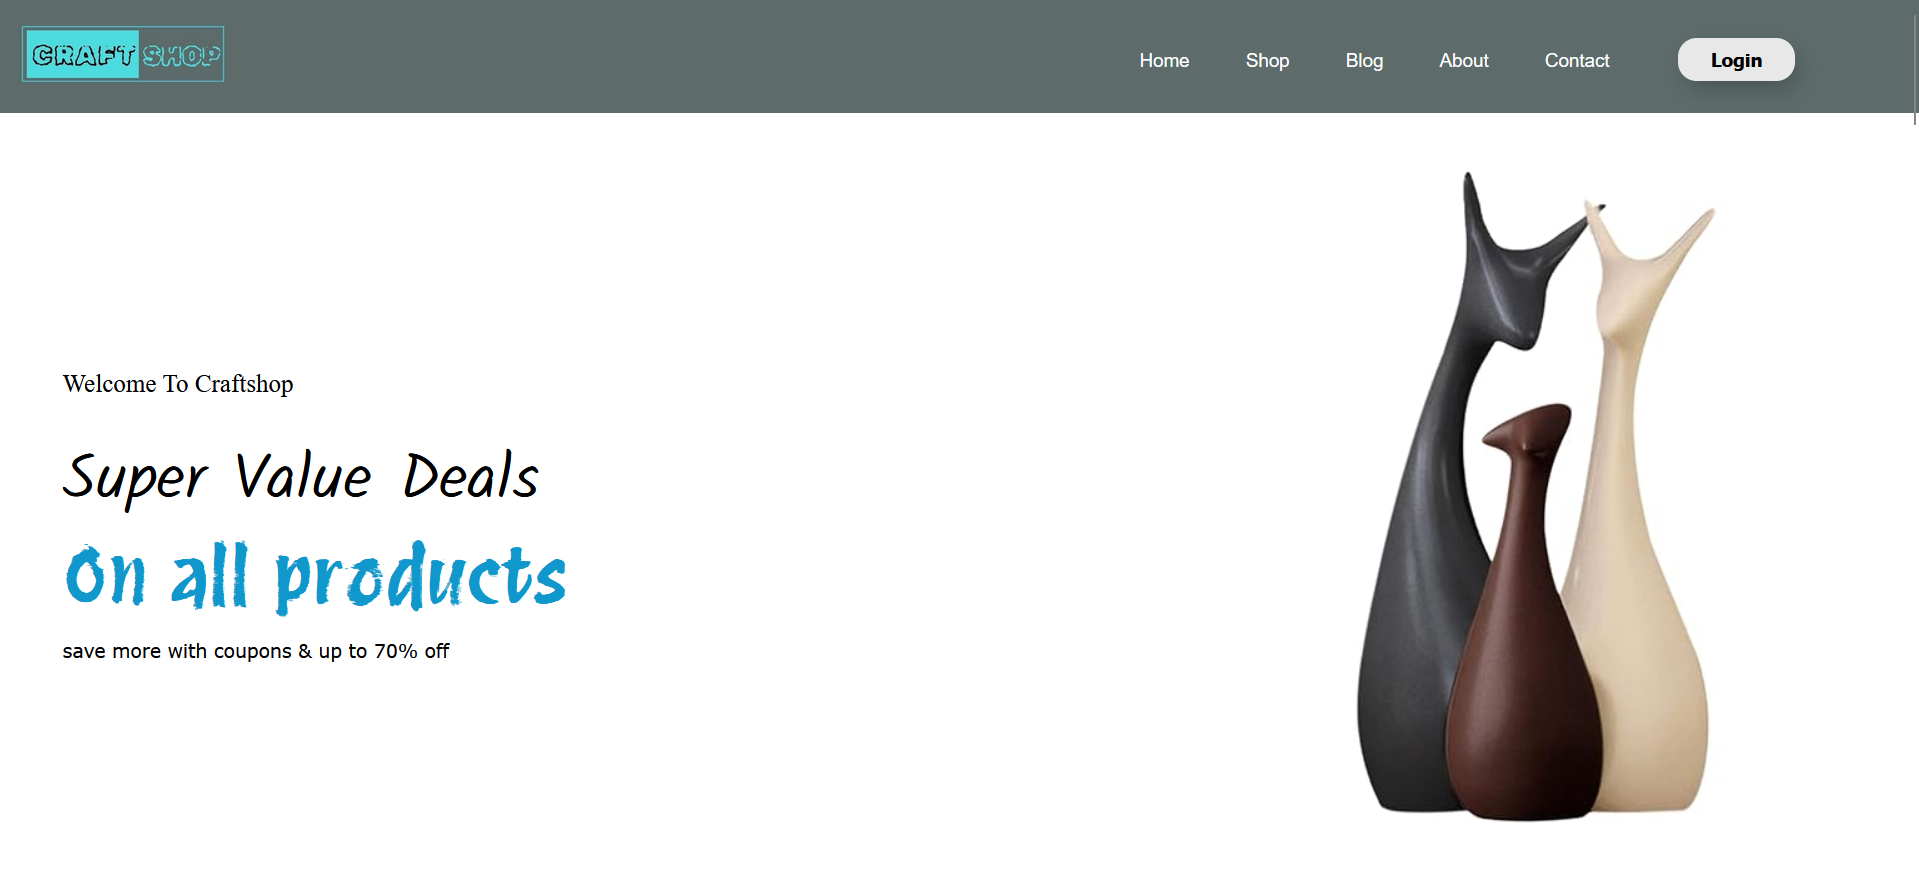 CRAFT SHOP
Home Shop Blog About Contact Login
Welcome To Craftshop
Super Value Deals
On all products
save more with coupons & up to 70% off